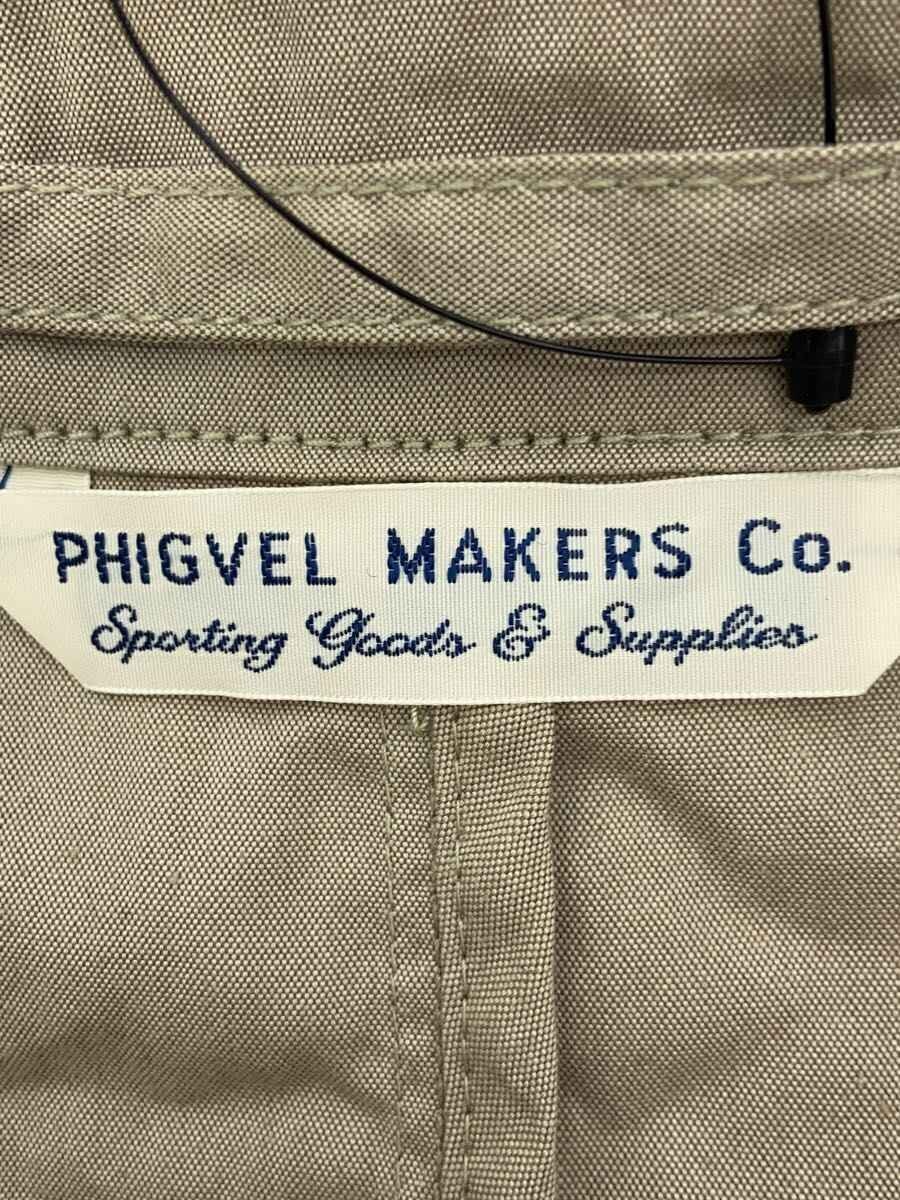 PHIGVEL MAKERS Co.
Sporting Goods & Supplies